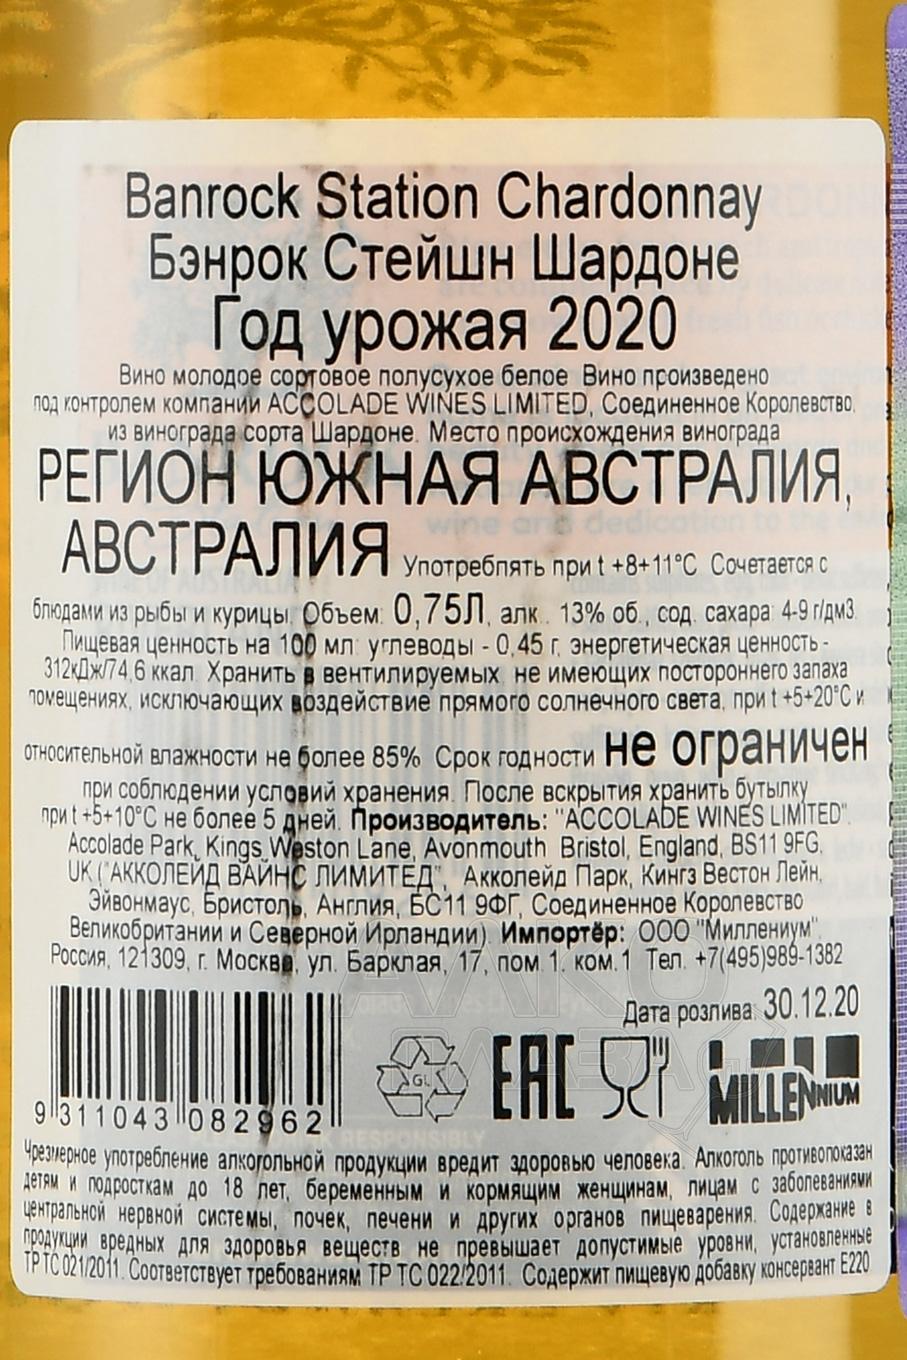 Banrock Station Chardonnay
Бэнрок Стейшн Шардоне
Год урожая 2020
Вино молодое сортовое полусухое белое Вино произведено
под контролем компании ACCOLADE WINES LIMITED, Соединенное Королевство,
из винограда сорта Шардоне. Место происхождения винограда
РЕГИОН ЮЖНАЯ АВСТРАЛИЯ,
АВСТРАЛИЯ Употреблять при t +8+11°C. Сочетается с
блюдами из рыбы и курицы. Объем: 0,75Л, алк. 13% об., сод. сахара: 4-9 г/дм3.
Пищевая ценность на 100 мл: углеводы - 0,45 г, энергетическая ценность -
312кДж/74,6 ккал. Хранить в вентилируемых, не имеющих постороннего запаха
помещениях, исключающих воздействие прямого солнечного света, при t +5+20°C и
относительной влажности не более 85%. Срок годности не ограничен
при соблюдении условий хранения. После вскрытия хранить бутылку
при t +5+10°C не более 5 дней. Производитель: "ACCOLADE WINES LIMITED".
Accolade Park, Kings Weston Lane, Avonmouth Bristol, England, BS11 9FG,
UK ("АККОЛЕЙД ВАЙНС ЛИМИТЕД", Акколейд Парк, Кингз Вестон Лейн,
Эйвонмаус, Бристоль, Англия, БС11 9ФГ, Соединенное Королевство
Великобритании и Северной Ирландии). Импортёр: ООО "Миллениум".
Россия, 121309, г. Москва, ул. Барклая, 17, пом.1, ком.1 Тел. +7(495)989-1382
Дата розлива: 30.12.20
9 311043 082962
GL
EAC
MILLENNIUM
Чрезмерное употребление алкогольной продукции вредит здоровью человека. Алкоголь противопоказан
детям и подросткам до 18 лет, беременным и кормящим женщинам, лицам с заболеваниями
центральной нервной системы, почек, печени и других органов пищеварения. Содержание в
продукции вредных для здоровья веществ не превышает допустимые уровни, установленные
ТР ТС 021/2011. Соответствует требованиям ТР ТС 022/2011. Содержит пищевую добавку консервант Е220